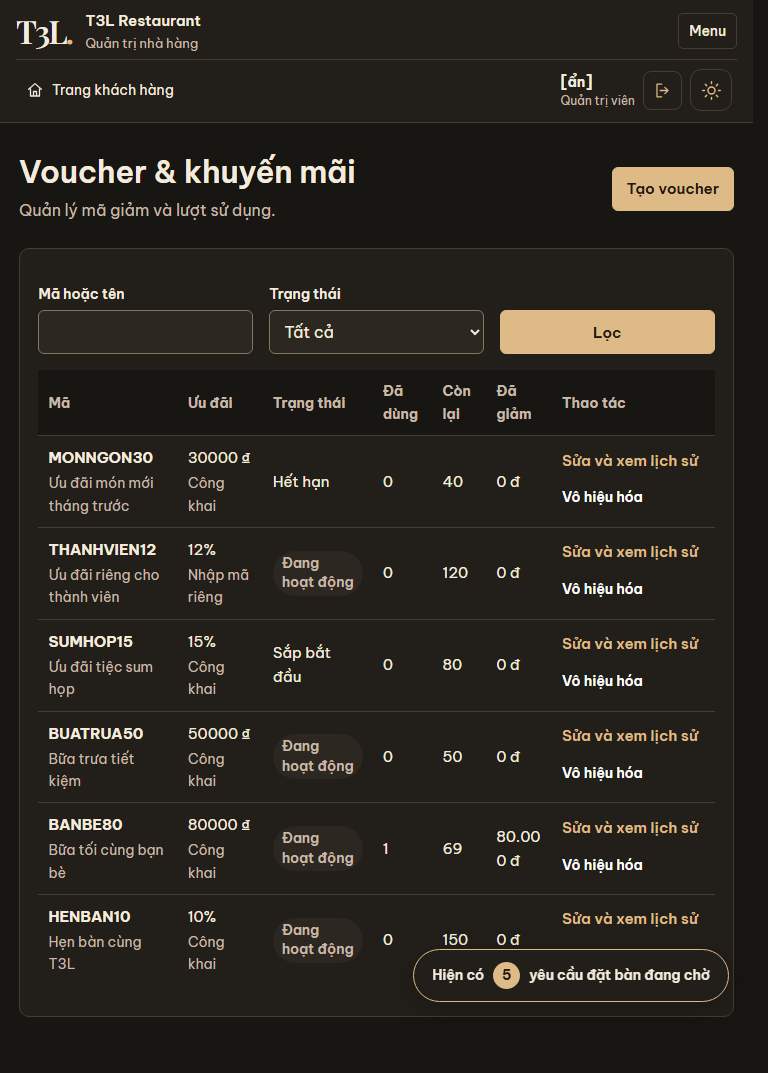 T3L.
T3L Restaurant
Quản trị nhà hàng
Menu
Trang khách hàng
[ẩn]
Quản trị viên
Voucher & khuyến mãi
Quản lý mã giảm và lượt sử dụng.
Tạo voucher
Mã hoặc tên
Trạng thái
Tất cả
Lọc
Mã
Ưu đãi
Trạng thái
Đã
dùng
Còn
lại
Đã
giảm
Thao tác
MONNGON30
Ưu đãi món mới
tháng trước
30000 ₫
Công
khai
Hết hạn
0
40
0 đ
Sửa và xem lịch sử
Vô hiệu hóa
THANHVIEN12
Ưu đãi riêng cho
thành viên
12%
Nhập mã
riêng
Đang
hoạt động
0
120
0 đ
Sửa và xem lịch sử
Vô hiệu hóa
SUMHOP15
Ưu đãi tiệc sum
họp
15%
Công
khai
Sắp bắt
đầu
0
80
0 đ
Sửa và xem lịch sử
Vô hiệu hóa
BUATRUA50
Bữa trưa tiết
kiệm
50000 ₫
Công
khai
Đang
hoạt động
0
50
0 đ
Sửa và xem lịch sử
Vô hiệu hóa
BANBE80
Bữa tối cùng bạn
bè
80000 ₫
Công
khai
Đang
hoạt động
1
69
80.00
0 đ
Sửa và xem lịch sử
Vô hiệu hóa
HENBAN10
Hẹn bàn cùng
T3L
10%
Công
khai
Đang
hoạt động
0
150
0 đ
Sửa và xem lịch sử
Hiện có 5 yêu cầu đặt bàn đang chờ